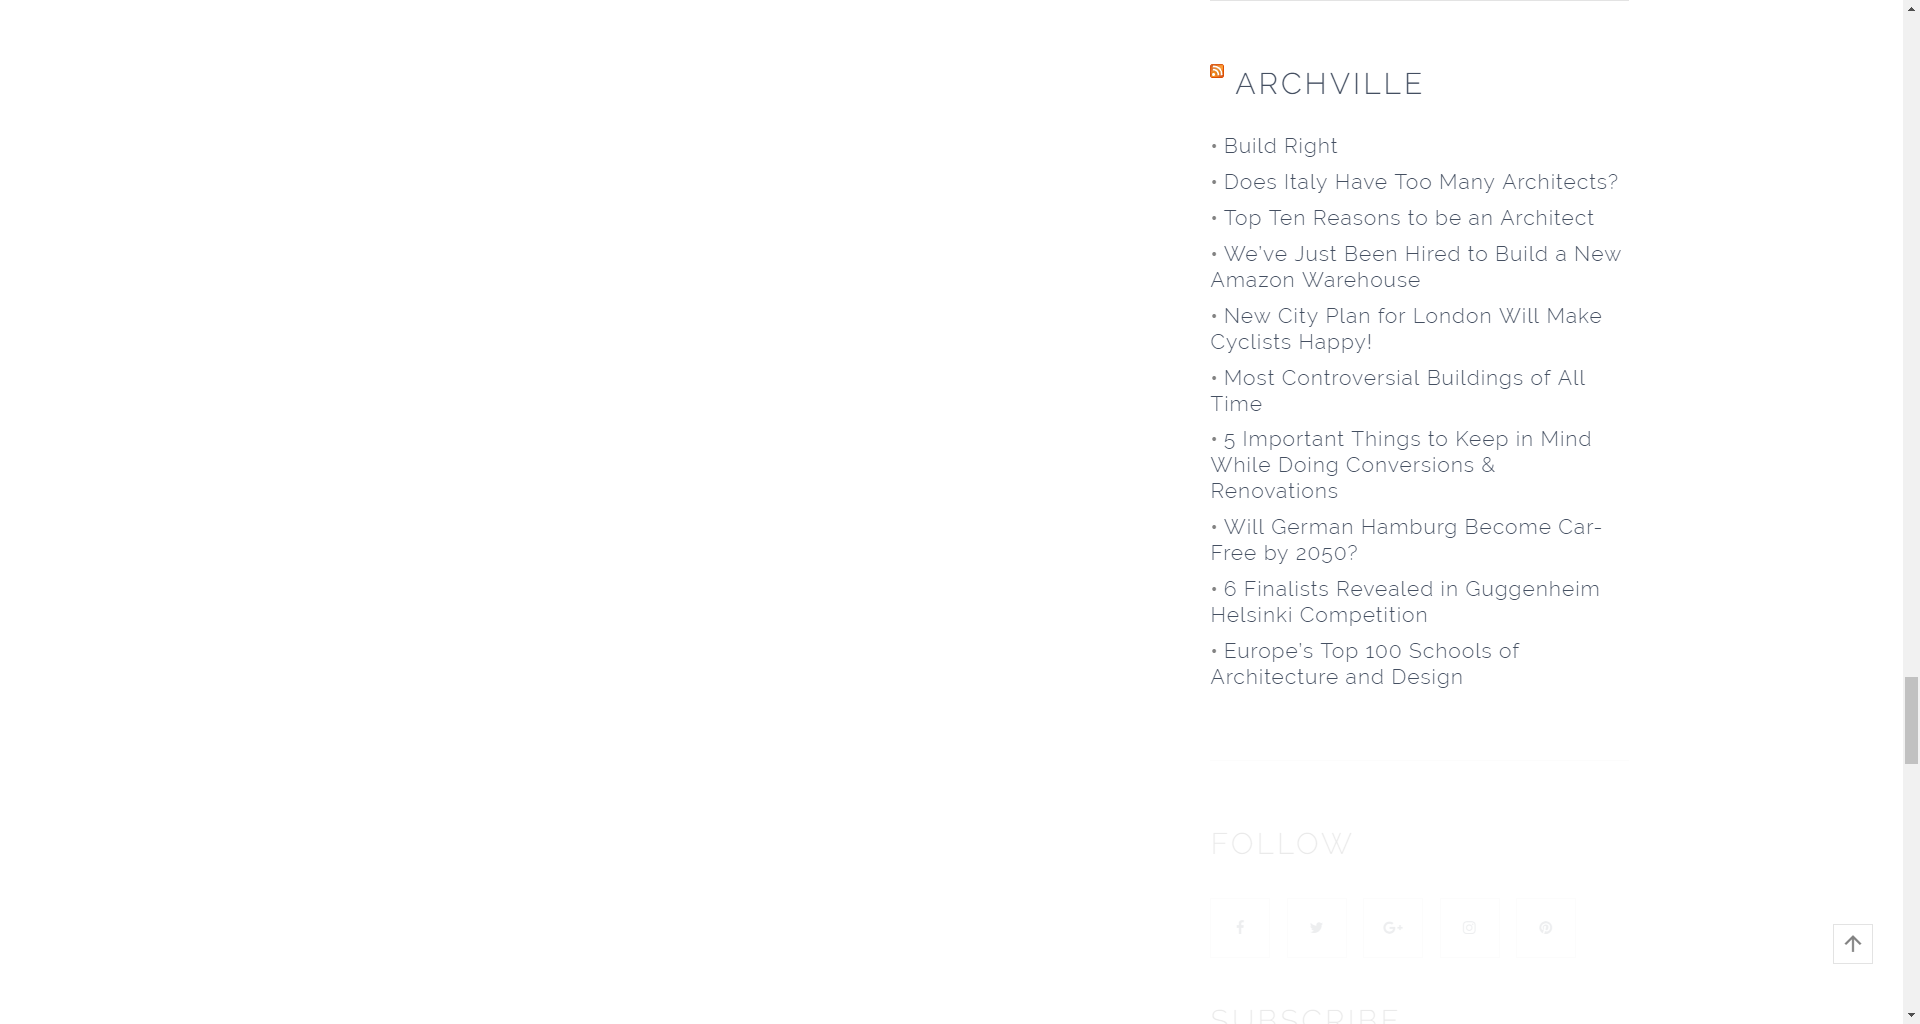 ARCHVILLE
• Build Right
• Does Italy Have Too Many Architects?
• Top Ten Reasons to be an Architect
• We’ve Just Been Hired to Build a New
Amazon Warehouse
• New City Plan for London Will Make
Cyclists Happy!
• Most Controversial Buildings of All
Time
• 5 Important Things to Keep in Mind
While Doing Conversions &
Renovations
• Will German Hamburg Become Car-
Free by 2050?
• 6 Finalists Revealed in Guggenheim
Helsinki Competition
• Europe’s Top 100 Schools of
Architecture and Design
FOLLOW
SUBSCRIBE